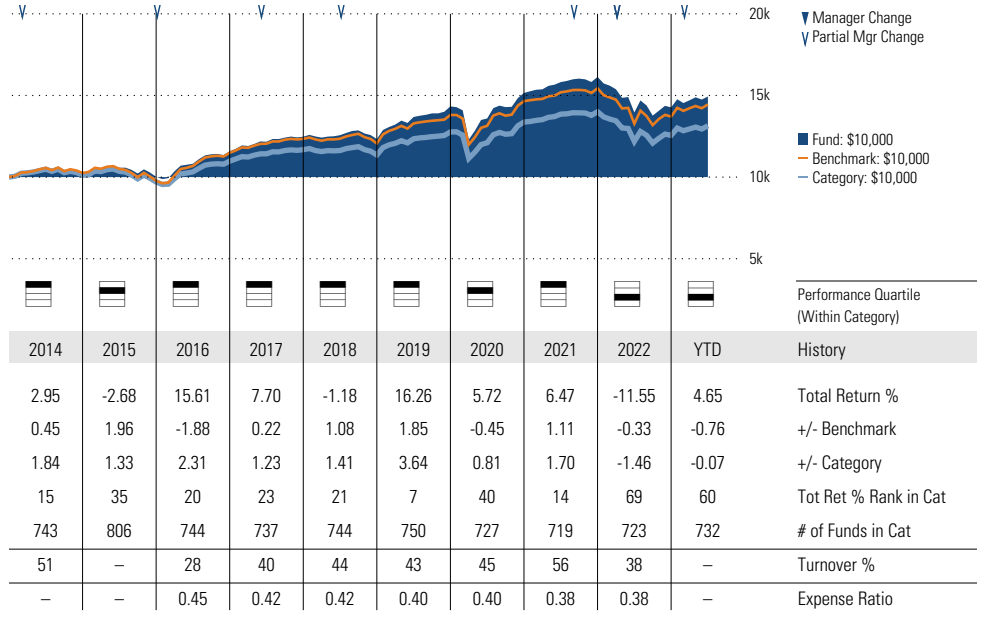 20k
Manager Change
Partial Mgr Change
15k
Fund: $10,000
Benchmark: $10,000
Category: $10,000
10k
5k
Performance Quartile
(Within Category)
2014 2015 2016 2017 2018 2019 2020 2021 2022 YTD History
2.95 -2.68 15.61 7.70 -1.18 16.26 5.72 6.47 -11.55 4.65 Total Return %
0.45 1.96 -1.88 0.22 1.08 1.85 -0.45 1.11 -0.33 -0.76 +/- Benchmark
1.84 1.33 2.31 1.23 1.41 3.64 0.81 1.70 -1.46 -0.07 +/- Category
15 35 20 23 21 7 40 14 69 60 Tot Ret % Rank in Cat
743 806 744 737 744 750 727 719 723 732 # of Funds in Cat
51 – 28 40 44 43 45 56 38 – Turnover %
– – 0.45 0.42 0.42 0.40 0.40 0.38 0.38 – Expense Ratio